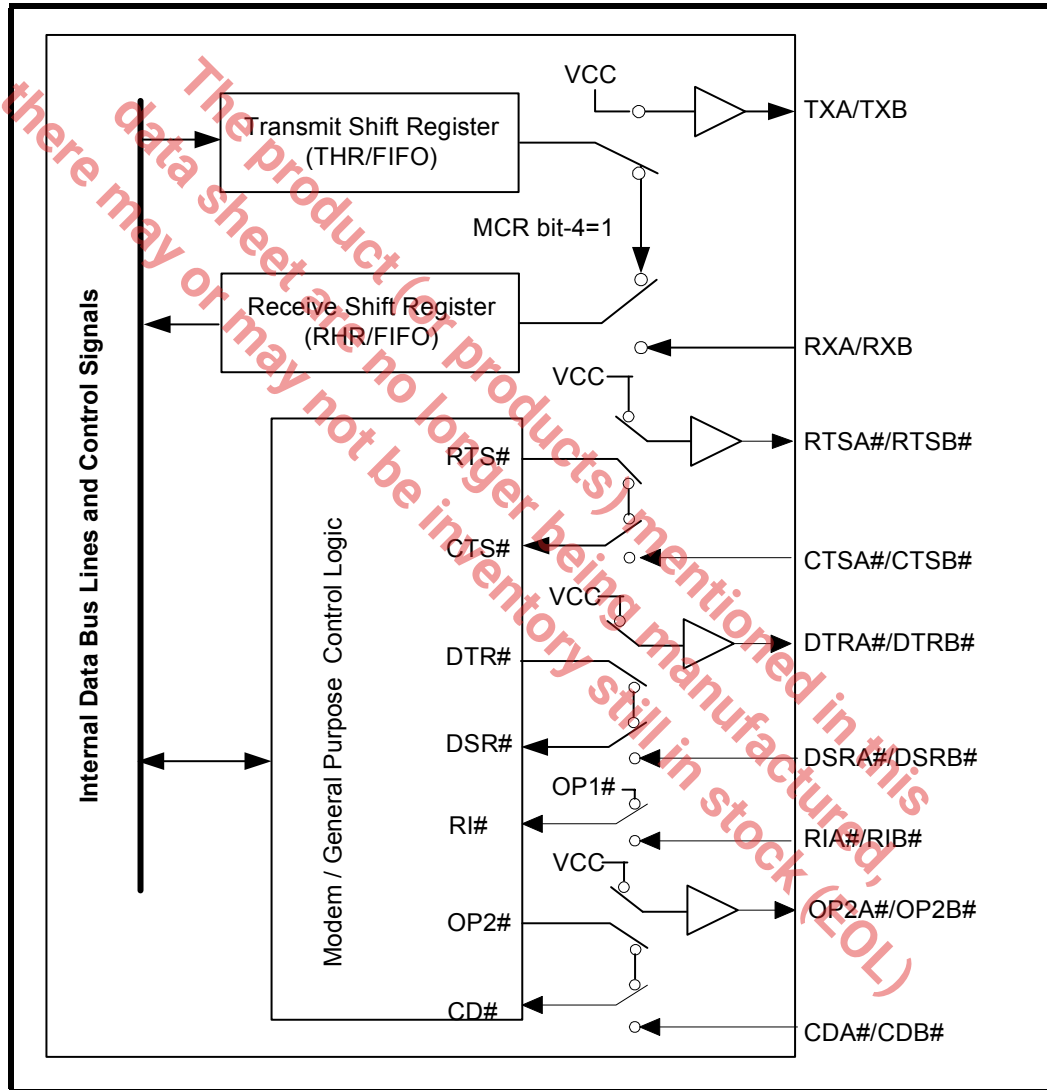 The product (or products) mentioned in this
data sheet are no longer being manufactured,
there may or may not be inventory still in stock (EOL)
VCC
TXA/TXB
Transmit Shift Register
(THR/FIFO)
MCR bit-4=1
Receive Shift Register
(RHR/FIFO)
RXA/RXB
VCC
RTSA#/RTSB#
RTS#
CTS#
CTSA#/CTSB#
VCC
DTRA#/DTRB#
DTR#
DSR#
DSRA#/DSRB#
OP1#
RI#
RIA#/RIB#
VCC
OP2A#/OP2B#
OP2#
CD#
CDA#/CDB#
Internal Data Bus Lines and Control Signals
Modem / General Purpose Control Logic